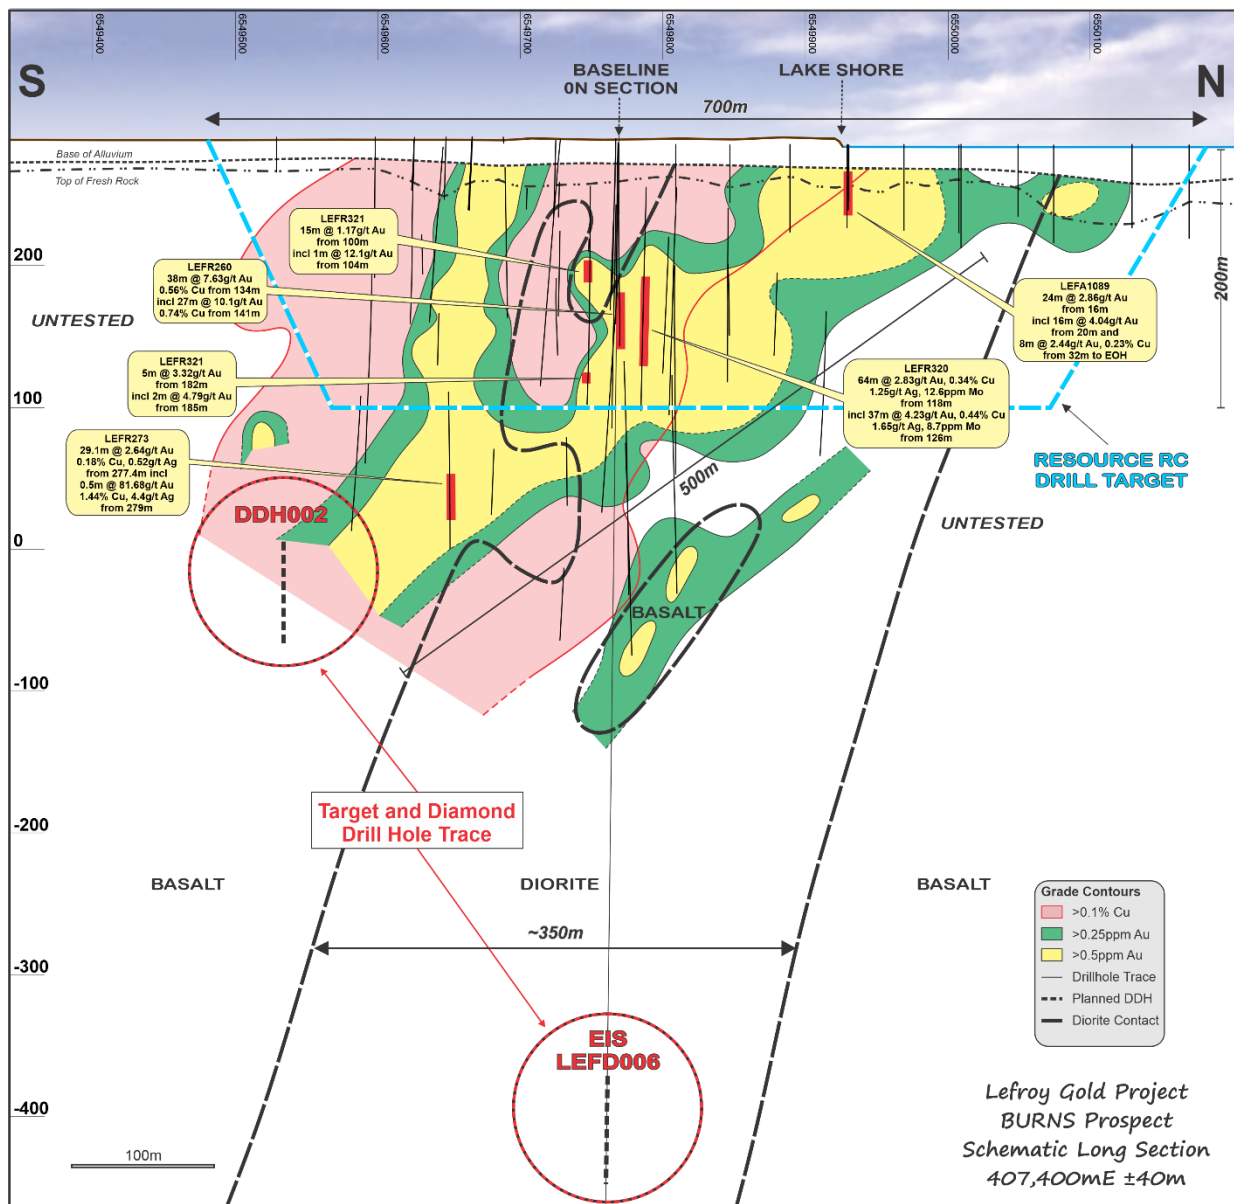 6549400
6549500
6549600
6549700
6549800
6549900
6550000
6550100
S
BASELINE
0N SECTION
LAKE SHORE
N
700m
Base of Alluvium
Top of Fresh Rock
LEFR321
15m @ 1.17g/t Au
from 100m
incl 1m @ 12.1g/t Au
from 104m
200
LEFR260
38m @ 7.63g/t Au
0.56% Cu from 134m
incl 27m @ 10.1g/t Au
0.74% Cu from 141m
UNTESTED
200m
LEFA1089
24m @ 2.86g/t Au
from 16m
incl 16m @ 4.04g/t Au
from 20m and
8m @ 2.44g/t Au, 0.23% Cu
from 32m to EOH
LEFR321
5m @ 3.32g/t Au
from 182m
incl 2m @ 4.79g/t Au
from 185m
LEFR320
64m @ 2.83g/t Au, 0.34% Cu
1.25g/t Ag, 12.6ppm Mo
from 118m
incl 37m @ 4.23g/t Au, 0.44% Cu
1.65g/t Ag, 8.7ppm Mo
from 126m
100
LEFR273
29.1m @ 2.64g/t Au
0.18% Cu, 0.52g/t Ag
from 277.4m incl
0.5m @ 81.68g/t Au
1.44% Cu, 4.4g/t Ag
from 279m
RESOURCE RC
DRILL TARGET
500m
DDH002
UNTESTED
0
BASALT
-100
Target and Diamond
Drill Hole Trace
-200
BASALT
DIORITE
BASALT
~350m
-300
Grade Contours
>0.1% Cu
>0.25ppm Au
>0.5ppm Au
Drillhole Trace
Planned DDH
Diorite Contact
EIS
LEFD006
-400
100m
Lefroy Gold Project
BURNS Prospect
Schematic Long Section
407,400mE ±40m